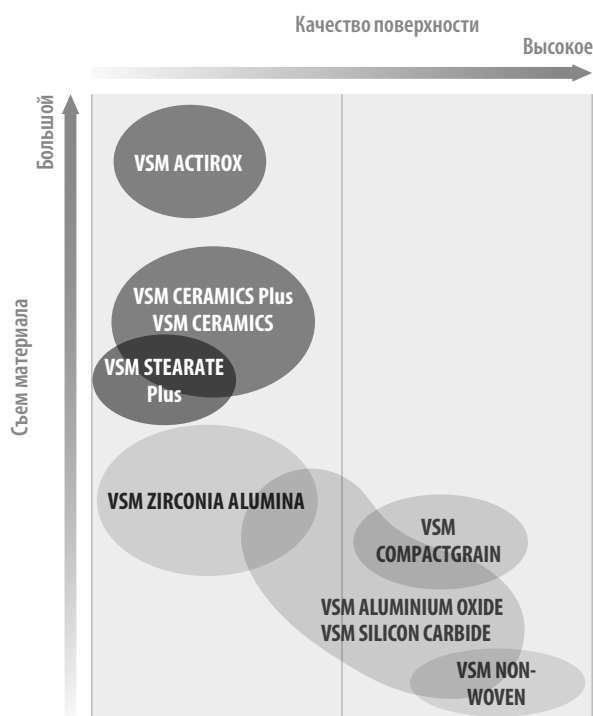 Качество поверхности
Высокое
Большой
Съем материала
VSM ACTIROX
VSM CERAMICS Plus
VSM CERAMICS
VSM STEARATE
Plus
VSM ZIRCONIA ALUMINA
VSM
COMPACTGRAIN
VSM ALUMINIUM OXIDE
VSM SILICON CARBIDE
VSM NON-
WOVEN